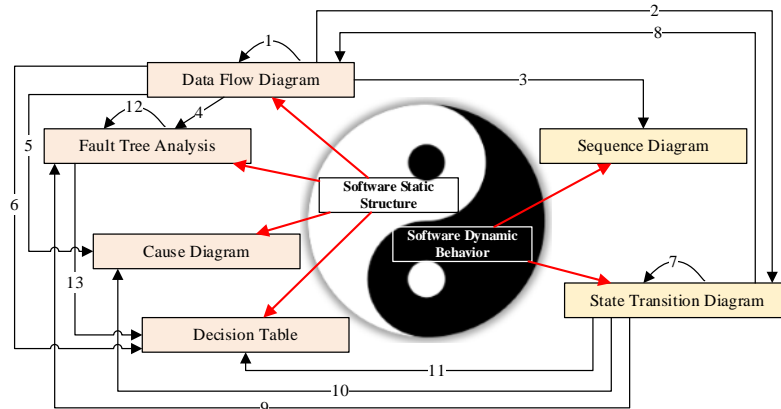 2
1
8
Data Flow Diagram
3
12
4
5
Fault Tree Analysis
Sequence Diagram
Software Static
Structure
6
Software Dynamic
Behavior
Cause Diagram
7
13
State Transition Diagram
Decision Table
11
10
9